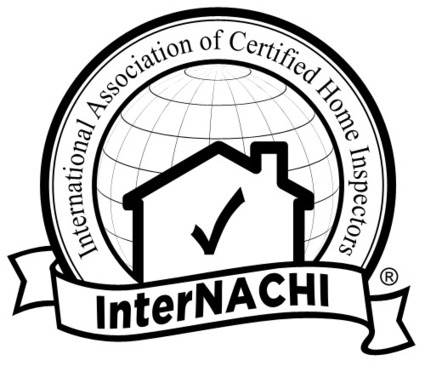 International Association of Certified Home Inspectors
InterNACHI
®